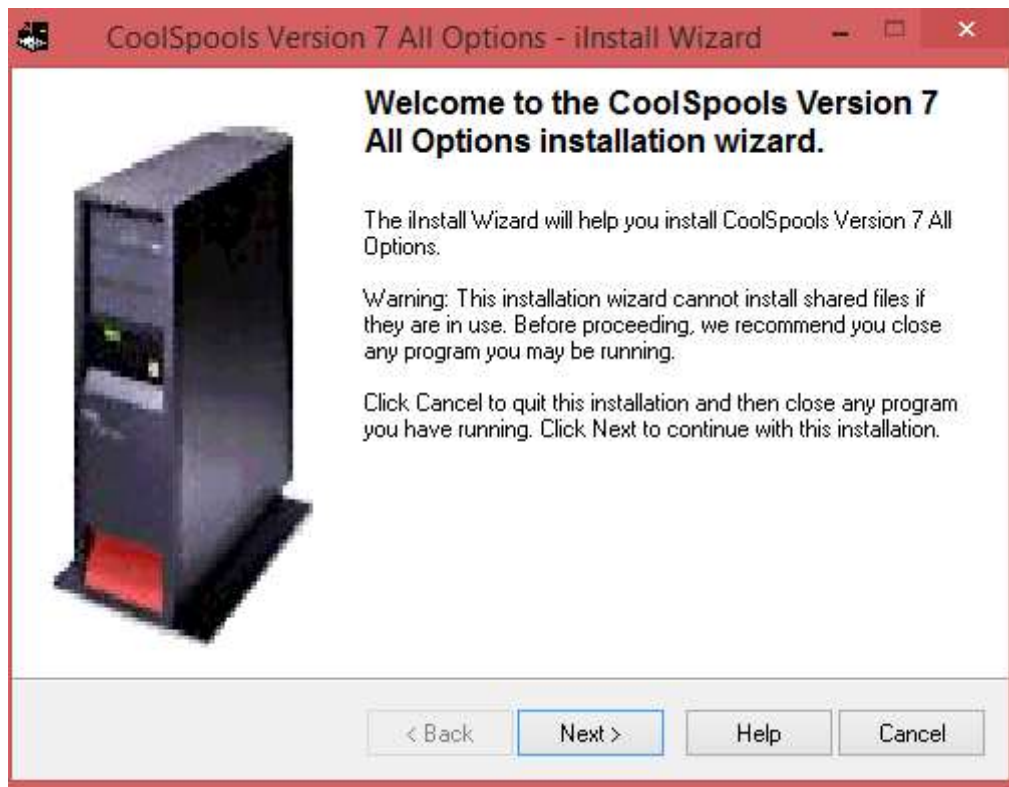 CoolSpools Version 7 All Options - iInstall Wizard
Welcome to the CoolSpools Version 7
All Options installation wizard.
The iInstall Wizard will help you install CoolSpools Version 7 All
Options.
Warning: This installation wizard cannot install shared files if
they are in use. Before proceeding, we recommend you close
any program you may be running.
Click Cancel to quit this installation and then close any program
you have running. Click Next to continue with this installation.
< Back
Next >
Help
Cancel